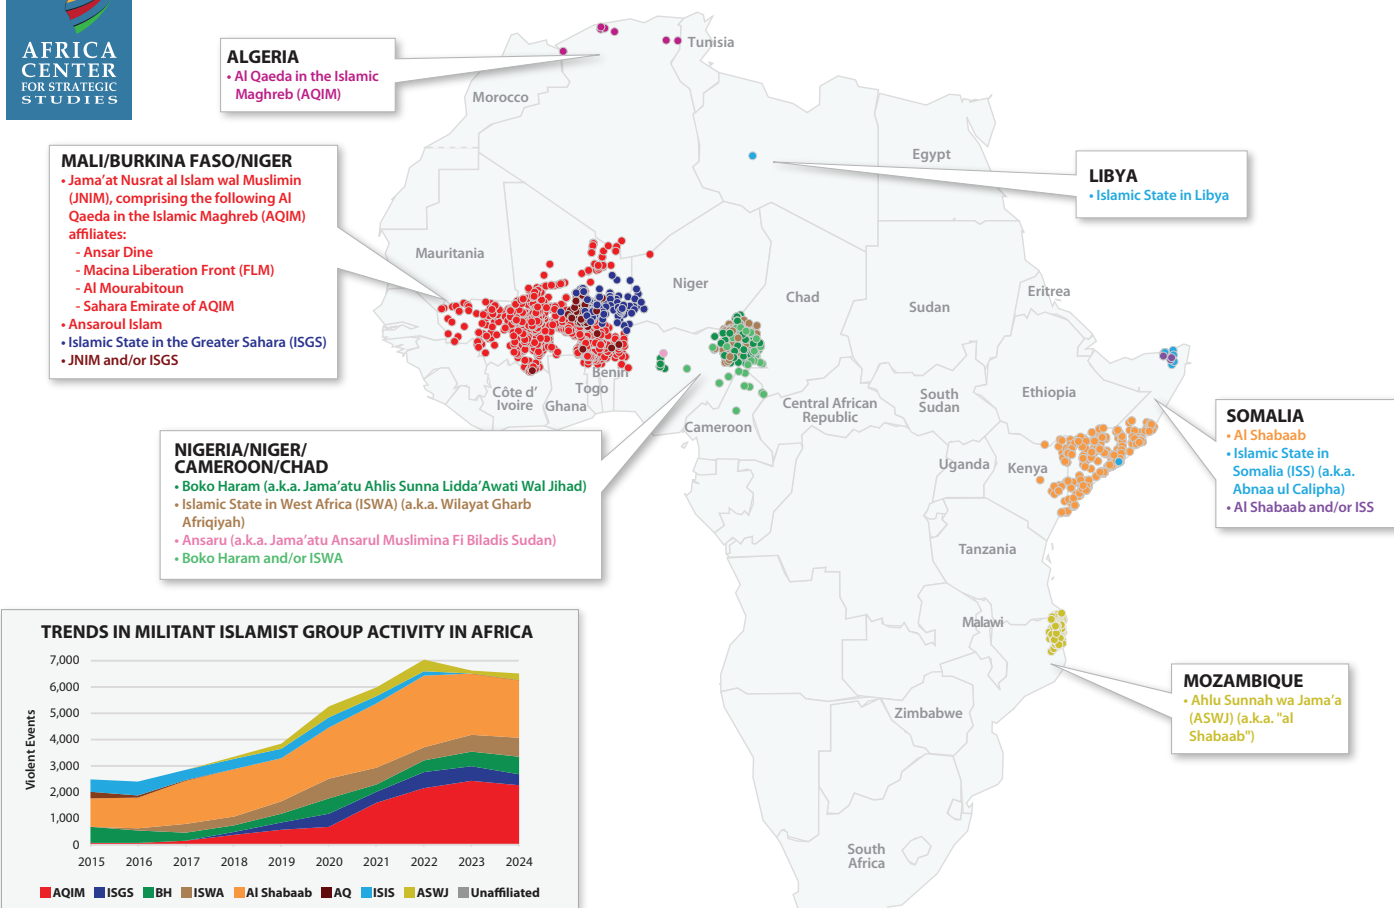 AFRICA
CENTER
FOR STRATEGIC
STUDIES
ALGERIA
• Al Qaeda in the Islamic
Maghreb (AQIM)
MALI/BURKINA FASO/NIGER
• Jama'at Nusrat al Islam wal Muslimin
(JNIM), comprising the following Al
Qaeda in the Islamic Maghreb (AQIM)
affiliates:
- Ansar Dine
- Macina Liberation Front (FLM)
- Al Mourabitoun
- Sahara Emirate of AQIM
• Ansaroul Islam
• Islamic State in the Greater Sahara (ISGS)
• JNIM and/or ISGS
LIBYA
• Islamic State in Libya
SOMALIA
• Al Shabaab
• Islamic State in
Somalia (ISS) (a.k.a.
Abnaa ul Calipha)
• Al Shabaab and/or ISS
NIGERIA/NIGER/
CAMEROON/CHAD
• Boko Haram (a.k.a. Jama'atu Ahlis Sunna Lidda'Awati Wal Jihad)
• Islamic State in West Africa (ISWA) (a.k.a. Wilayat Gharb
Afriqiyah)
• Ansaru (a.k.a. Jama'atu Ansarul Muslimina Fi Biladis Sudan)
• Boko Haram and/or ISWA
MOZAMBIQUE
• Ahlu Sunnah wa Jama'a
(ASWJ) (a.k.a. "al
Shabaab")
Tunisia
Morocco
Egypt
Mauritania
Niger
Chad
Sudan
Eritrea
Benin
Togo
Côte d'
Ivoire
Ghana
Cameroon
Central African
Republic
South
Sudan
Ethiopia
Uganda
Kenya
Tanzania
Malawi
Zimbabwe
South
Africa
TRENDS IN MILITANT ISLAMIST GROUP ACTIVITY IN AFRICA
Violent Events
7,000
6,000
5,000
4,000
3,000
2,000
1,000
0
2015 2016 2017 2018 2019 2020 2021 2022 2023 2024
AQIM ISGS BH ISWA Al Shabaab AQ ISIS ASWJ Unaffiliated